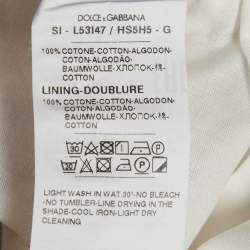 DOLCE & GABBANA
SI - L53I47 / HS5H5 - G
100% COTONE-COTTON-ALGODON-
COTON-ALGODÃO-
BAUMWOLLE-ХЛОПОК-棉-
COTTON
LINING-DOUBLURE
100% COTONE-COTTON-ALGODON-
COTON-ALGODÃO-
BAUMWOLLE-ХЛОПОК-棉-
COTTON
LIGHT WASH IN WAT.30°-NO BLEACH
-NO TUMBLER-LINE DRYING IN THE
SHADE-COOL IRON-LIGHT DRY
CLEANING